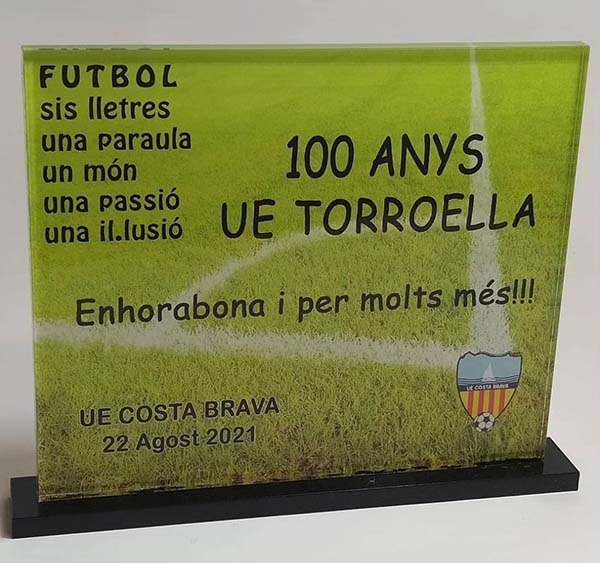 FUTBOL
sis lletres
una paraula
un món
una passió
una il.lusió
100 ANYS
UE TORROELLA
Enhorabona i per molts més!!!
UE COSTA BRAVA
22 Agost 2021
UE COSTA BRAVA